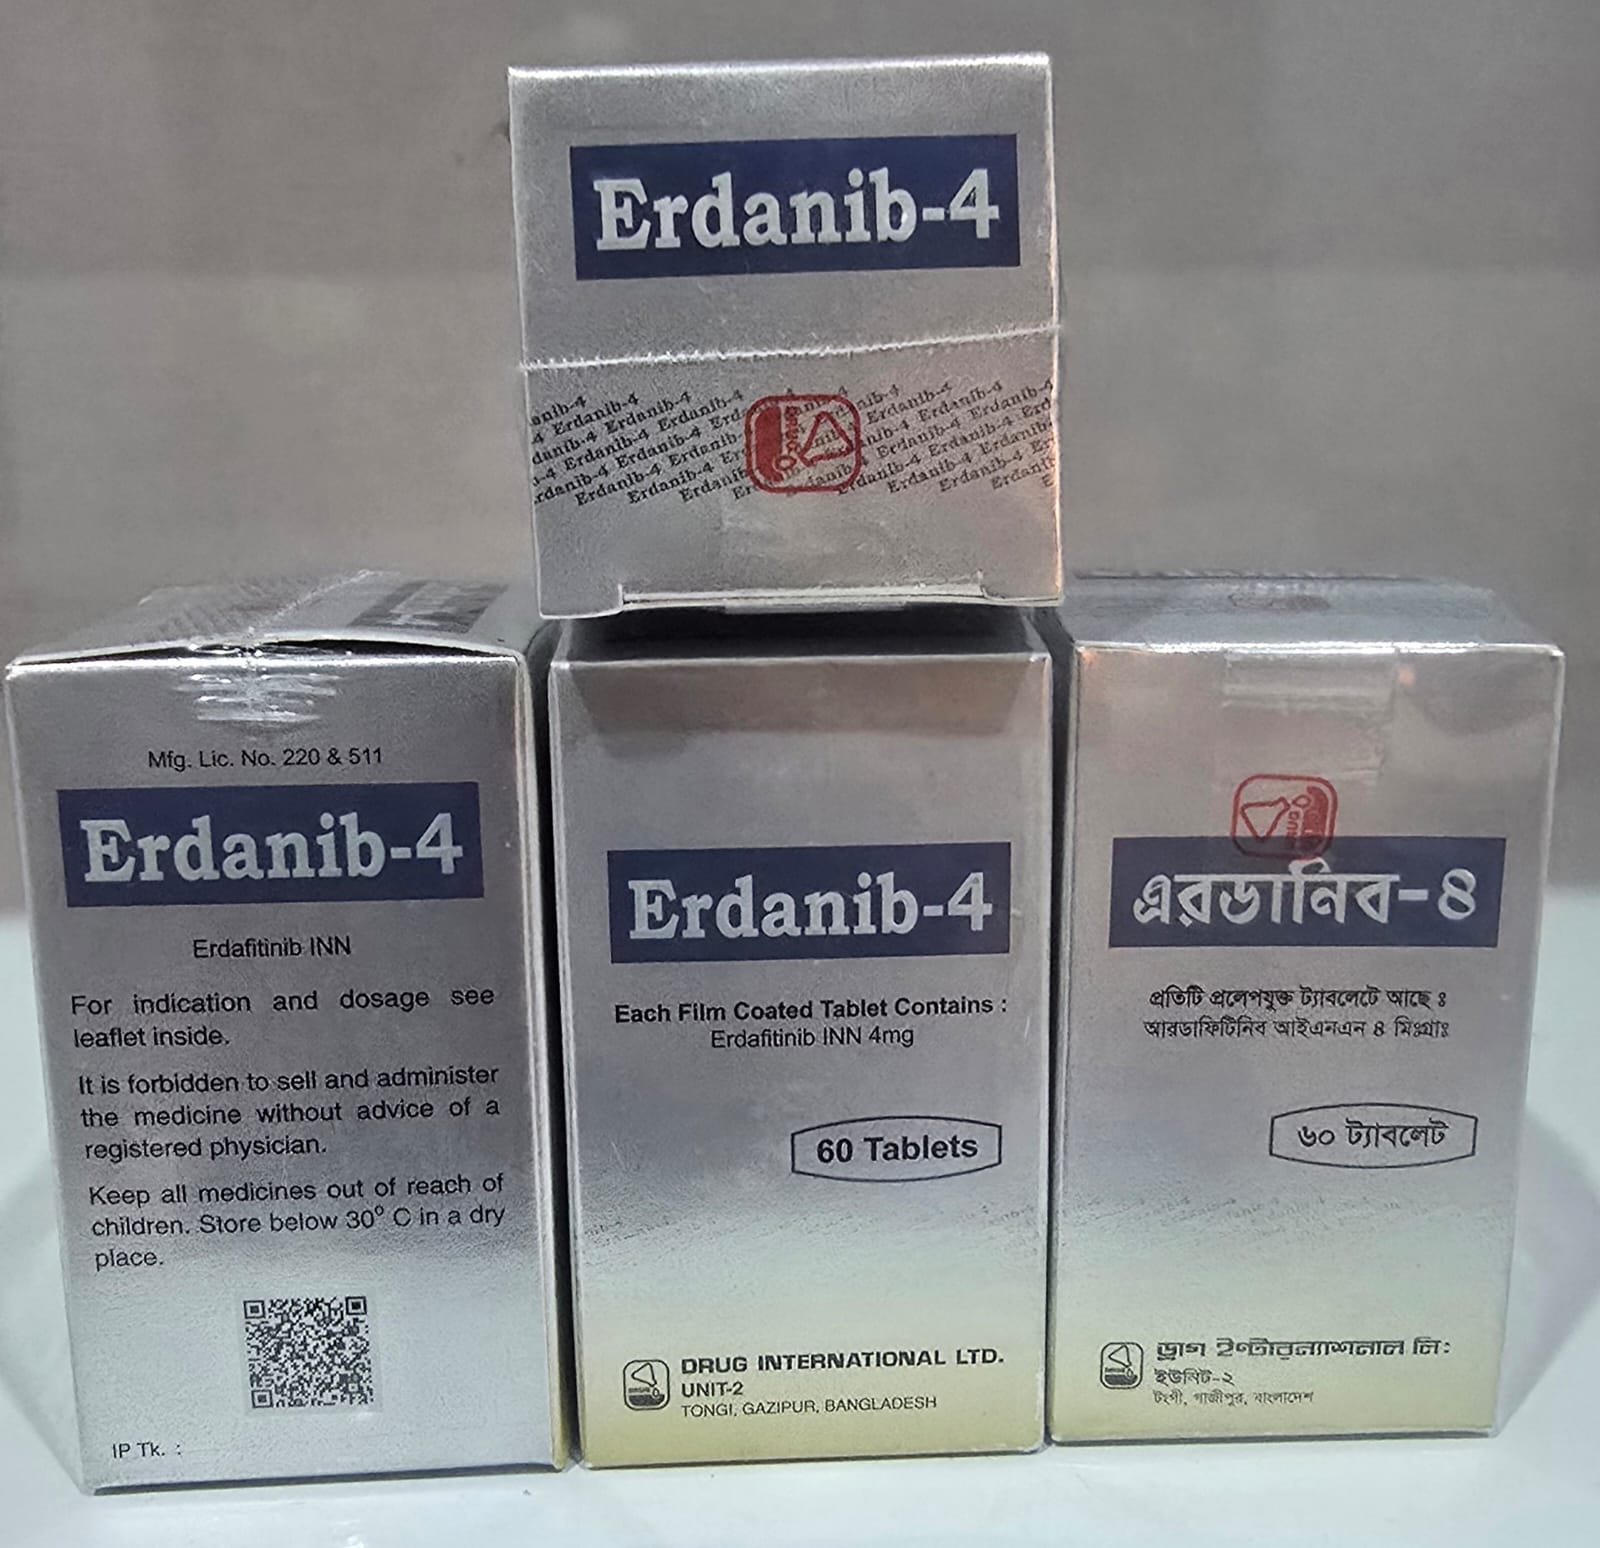 Erdanib-4
Mfg. Lic. No. 220 & 511
Erdanib-4
Erdafitinib INN
For indication and dosage see
leaflet inside.
It is forbidden to sell and administer
the medicine without advice of a
registered physician.
Keep all medicines out of reach of
children. Store below 30° C in a dry
place.
IP Tk. :
Erdanib-4
Each Film Coated Tablet Contains :
Erdafitinib INN 4mg
60 Tablets
DRUG INTERNATIONAL LTD.
UNIT-2
TONGI, GAZIPUR, BANGLADESH
এরডানিব-৪
প্রতিটি প্রলেপযুক্ত ট্যাবলেটে আছে ঃ
আরডাফিটিনিব আইএনএন ৪ মিঃগ্রাঃ
৬০ ট্যাবলেট
ড্রাগ ইন্টারন্যাশনাল লি:
ইউনিট-২
টংগী, গাজীপুর, বাংলাদেশ